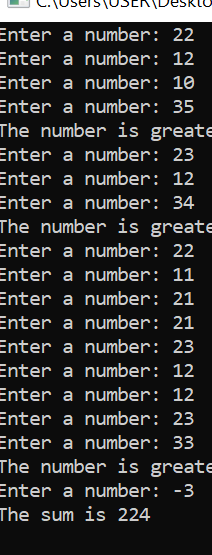 C:\Users\USER\Deskto
Enter a number: 22
Enter a number: 12
Enter a number: 10
Enter a number: 35
The number is greate
Enter a number: 23
Enter a number: 12
Enter a number: 34
The number is greate
Enter a number: 22
Enter a number: 11
Enter a number: 21
Enter a number: 21
Enter a number: 23
Enter a number: 12
Enter a number: 12
Enter a number: 23
Enter a number: 33
The number is greate
Enter a number: -3
The sum is 224